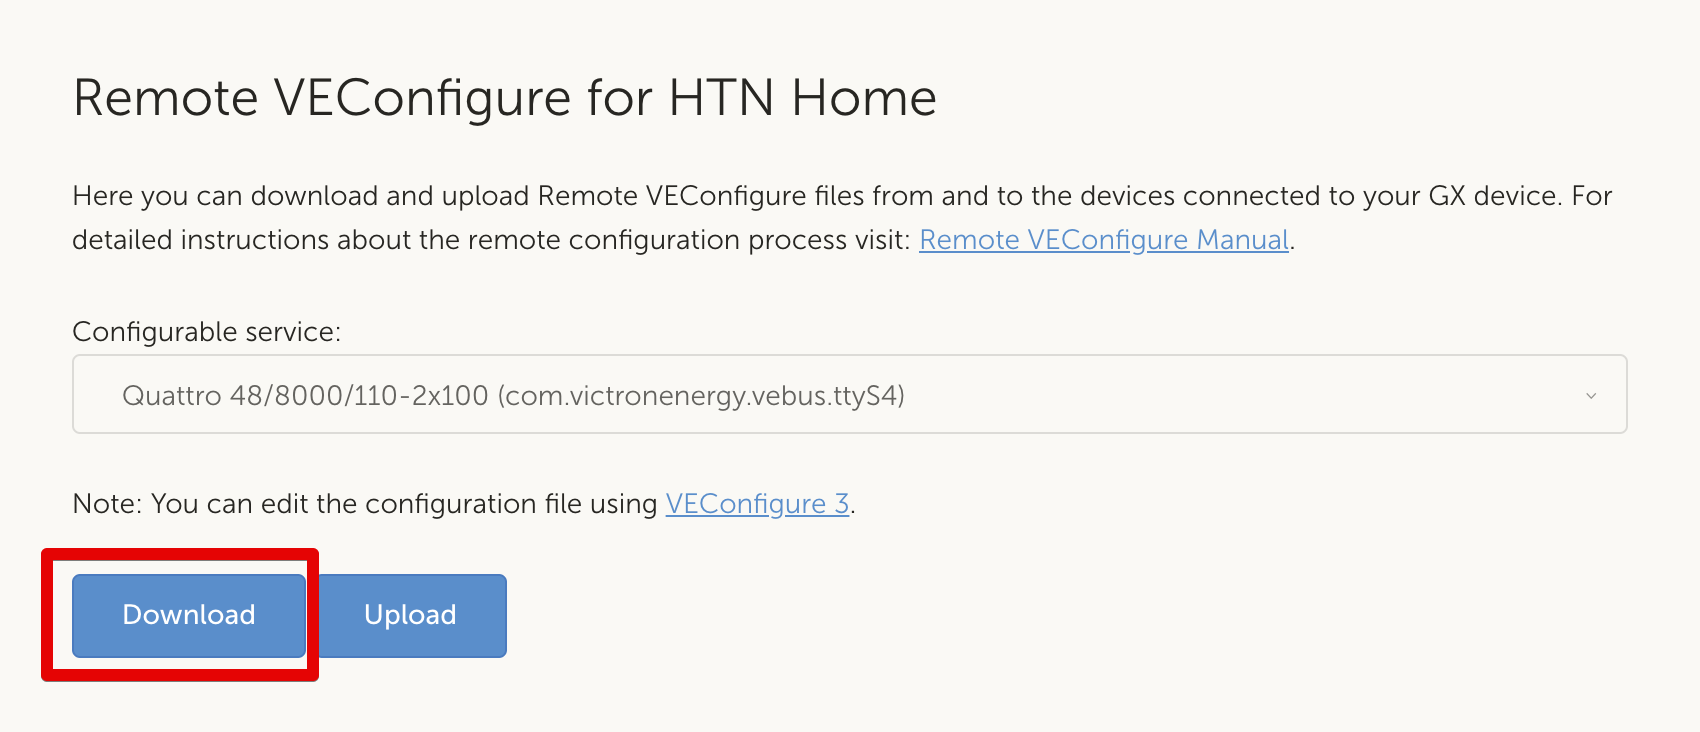 Remote VEConfigure for HTN Home
Here you can download and upload Remote VEConfigure files from and to the devices connected to your GX device. For
detailed instructions about the remote configuration process visit: Remote VEConfigure Manual.
Configurable service:
Quattro 48/8000/110-2x100 (com.victronenergy.vebus.ttyS4)
Note: You can edit the configuration file using VEConfigure 3.
Download Upload